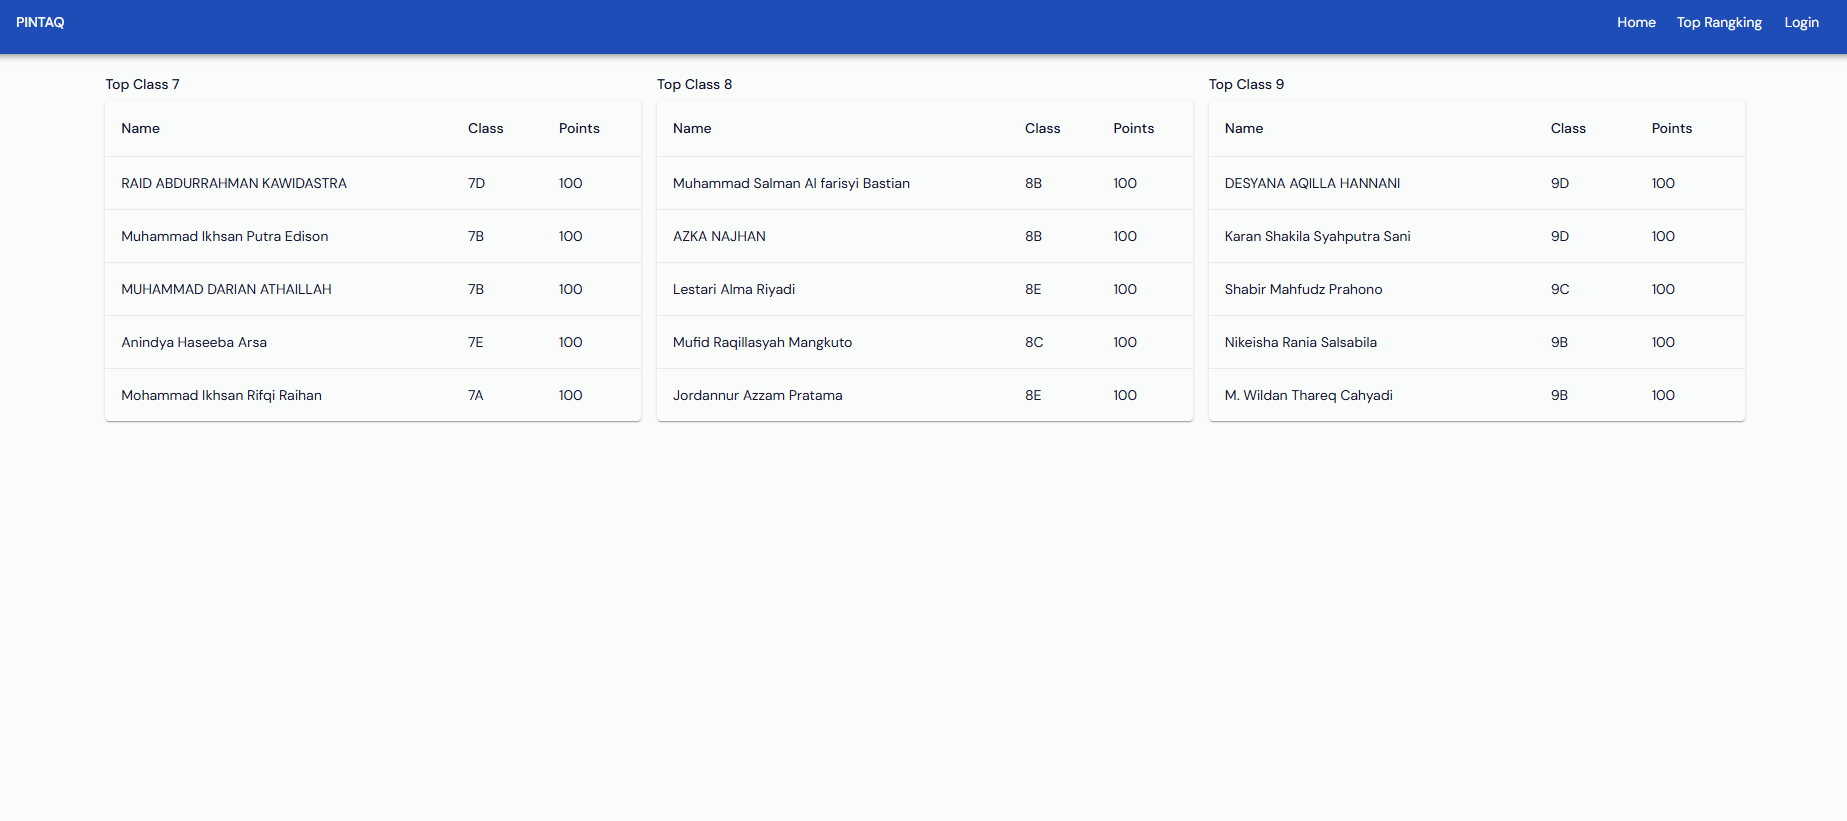 PINTAQ Home Top Rangking Login
Top Class 7
Name Class Points
RAID ABDURRAHMAN KAWIDASTRA 7D 100
Muhammad Ikhsan Putra Edison 7B 100
MUHAMMAD DARIAN ATHAILLAH 7B 100
Anindya Haseeba Arsa 7E 100
Mohammad Ikhsan Rifqi Raihan 7A 100
Top Class 8
Name Class Points
Muhammad Salman Al farisyi Bastian 8B 100
AZKA NAJHAN 8B 100
Lestari Alma Riyadi 8E 100
Mufid Raqillasyah Mangkuto 8C 100
Jordannur Azzam Pratama 8E 100
Top Class 9
Name Class Points
DESYANA AQILLA HANNANI 9D 100
Karan Shakila Syahputra Sani 9D 100
Shabir Mahfudz Prahono 9C 100
Nikeisha Rania Salsabila 9B 100
M. Wildan Thareq Cahyadi 9B 100